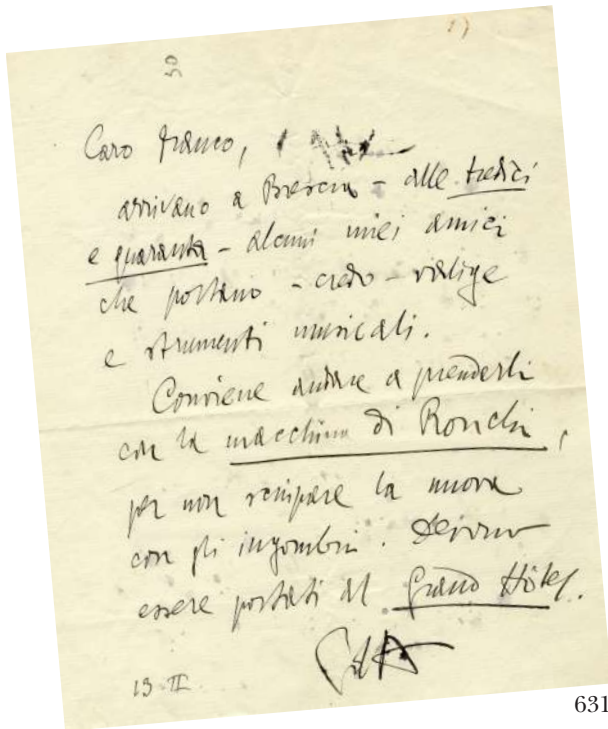 30
Caro Franco,
arrivano a Brescia - alle tredici
e quaranta - alcuni miei amici
che portano - credo - valige
e strumenti musicali.
Conviene andare a prenderli
con la macchina di Ronchi,
per non sciupare la nuova
con gli ingombri. Devono
essere portati al Grand Hôtel.
13 II
631